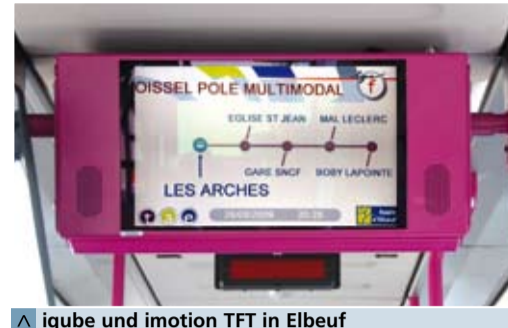 OISSEL POLE MULTIMODAL
EGLISE ST JEAN MAL LECLERC
GARE SNCF BOBY LAPOINTE
LES ARCHES
iqube und imotion TFT in Elbeuf